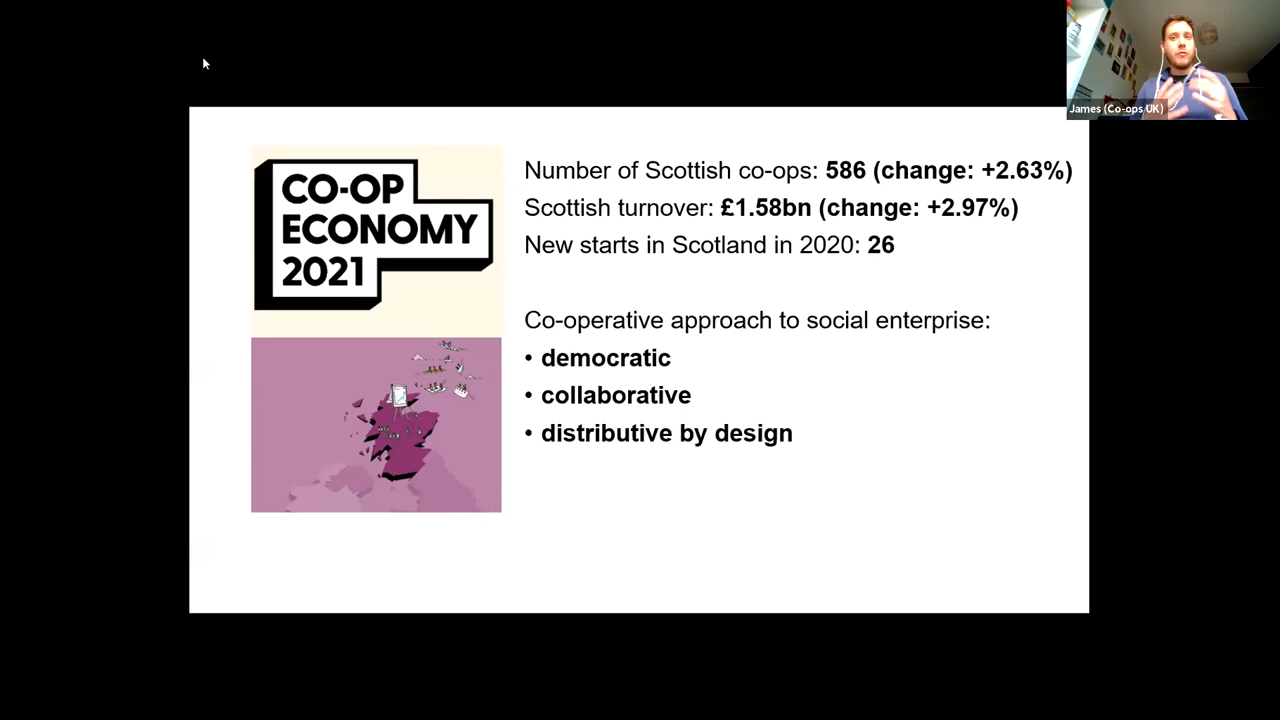 James (Co-ops UK)
CO-OP
ECONOMY
2021
Number of Scottish co-ops: 586 (change: +2.63%)
Scottish turnover: £1.58bn (change: +2.97%)
New starts in Scotland in 2020: 26
Co-operative approach to social enterprise:
• democratic
• collaborative
• distributive by design